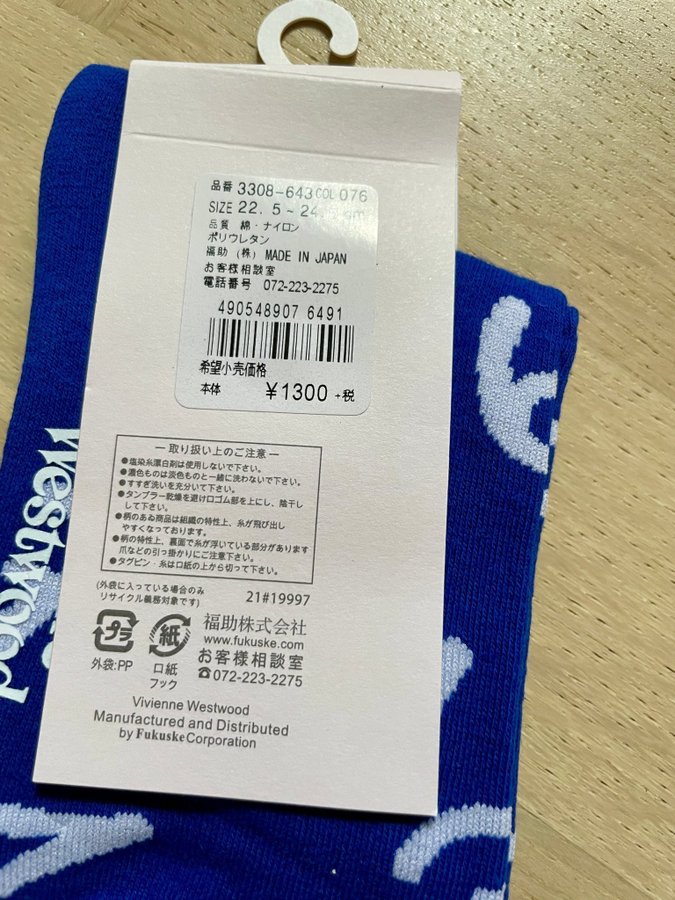 品番 3308-643 COL 076
SIZE 22.5~24.5cm
品質 綿・ナイロン
ポリウレタン
福助(株) MADE IN JAPAN
お客様相談室
電話番号 072-223-2275
490548907 6491
希望小売価格
本体 ¥1300 +税
ー取り扱い上のご注意ー
●塩染糸漂白剤は使用しないで下さい。
●濃色ものは淡色ものと一緒に洗わないで下さい。
●すすぎ洗いを充分して下さい。
●タンブラー乾燥を避け口ゴム部を上にし、陰干し
して下さい。
●柄のあぬ商品は組織の特性上、糸が飛び出し
やすくなっております。
●柄の特性上、裏面で糸が浮いている部分があります
爪などの引っ掛かりにご注意下さい。
●タグピン・糸は口紙の上から切って下さい。
(外袋に入っている場合のみ
リサイクル義務対象です)
21#19997
プラ
外袋:PP
紙
口紙
フック
福助株式会社
www.fukuske.com
お客様相談室
☎072-223-2275
Vivienne Westwood
Manufactured and Distributed
by Fukuske Corporation
Westwood